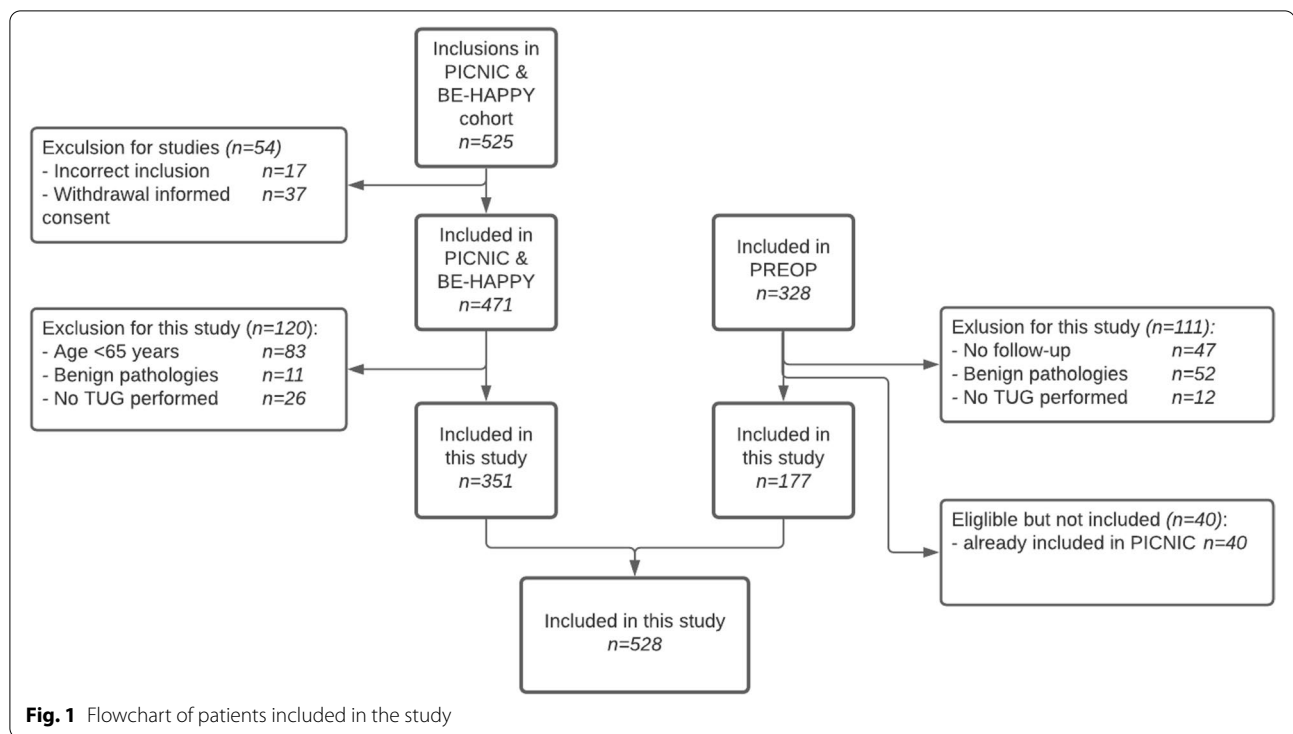 Inclusions in
PICNIC &
BE-HAPPY
cohort
n=525
Exculsion for studies (n=54)
- Incorrect inclusion n=17
- Withdrawal informed n=37
consent
Included in
PICNIC &
BE-HAPPY
n=471
Included in
PREOP
n=328
Exclusion for this study (n=120):
- Age <65 years n=83
- Benign pathologies n=11
- No TUG performed n=26
Exlusion for this study (n=111):
- No follow-up n=47
- Benign pathologies n=52
- No TUG performed n=12
Included in
this study
n=351
Included in
this study
n=177
Eliglible but not included (n=40):
- already included in PICNIC n=40
Included in this study
n=528
Fig. 1 Flowchart of patients included in the study